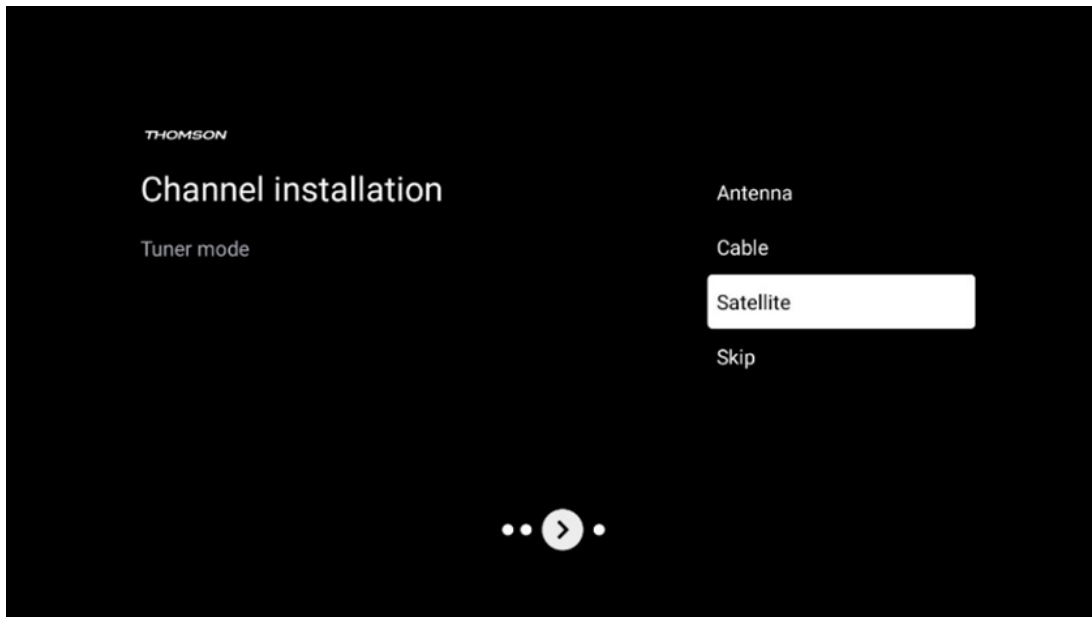 THOMSON
Channel installation
Tuner mode
Antenna
Cable
Satellite
Skip